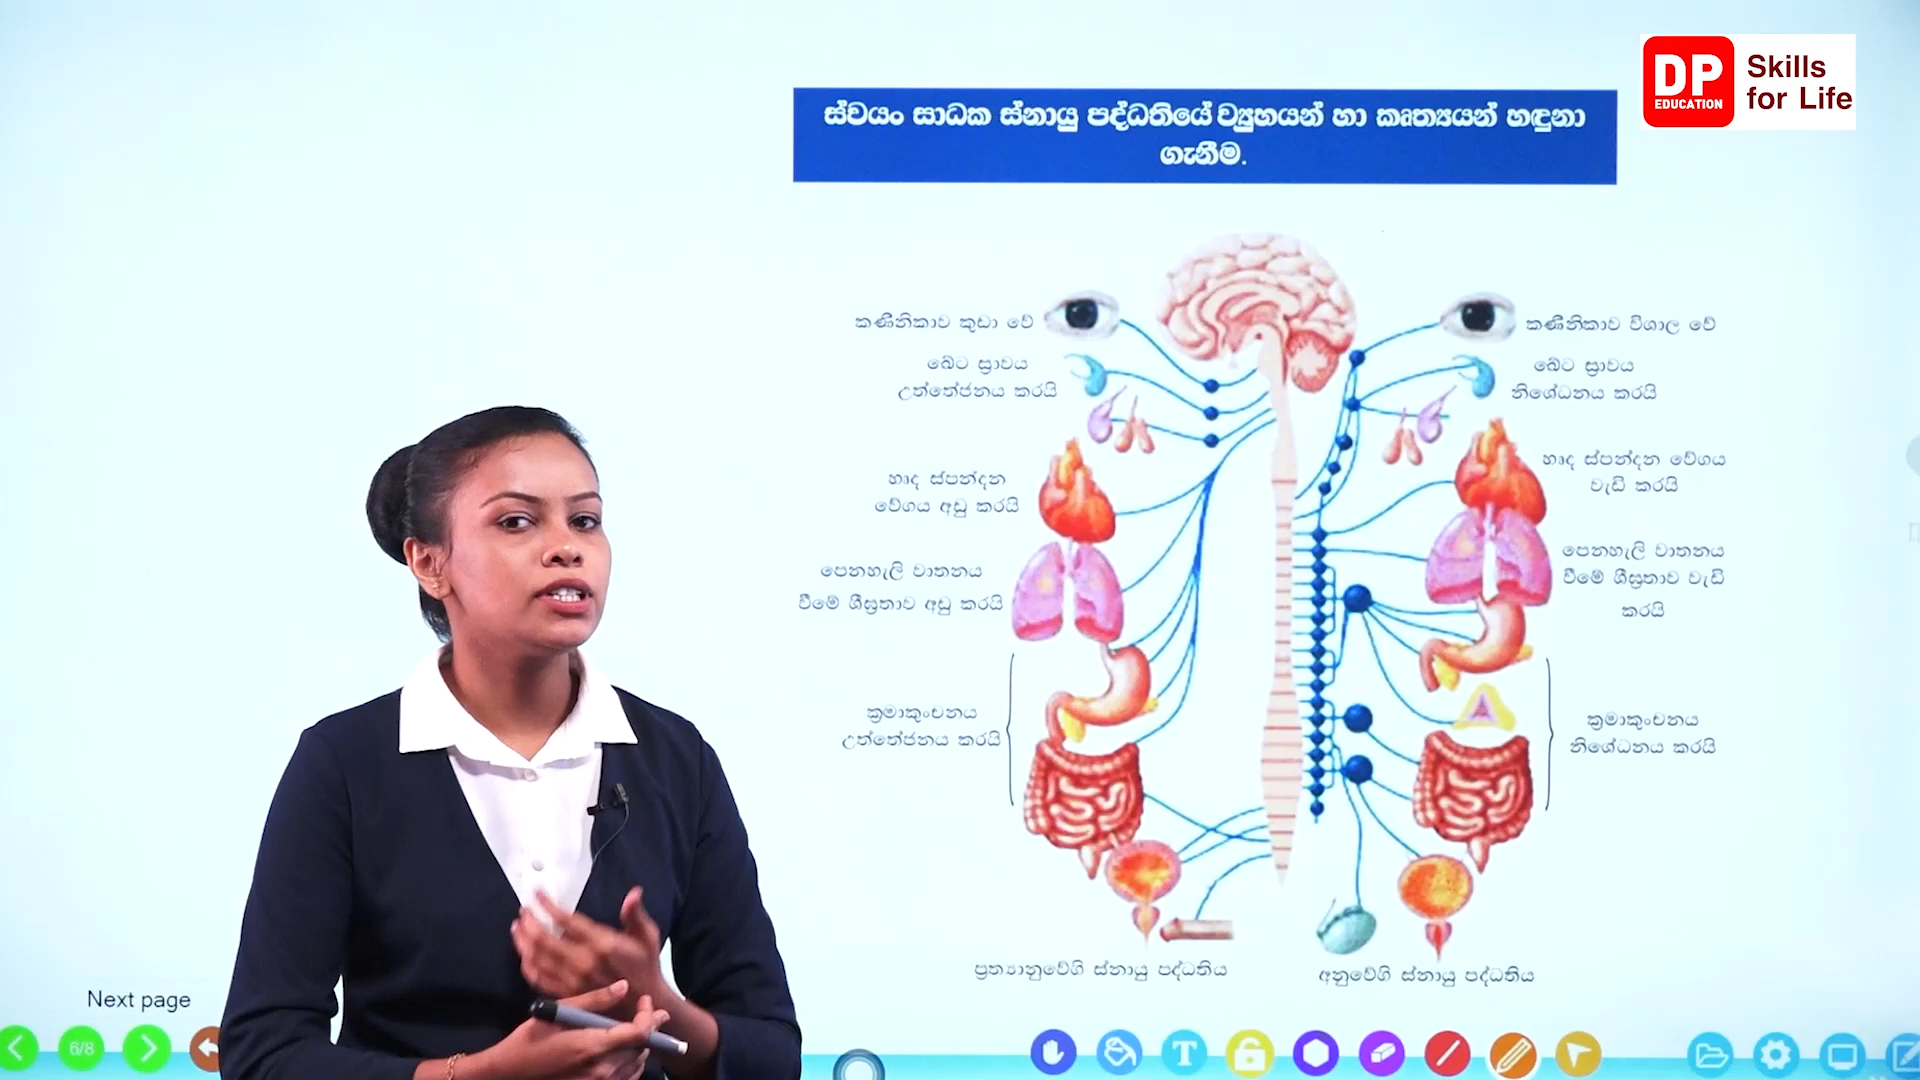 DP
EDUCATION
Skills
for Life
ස්වයං සාධක ස්නායු පද්ධතියේ ව්‍යුහයන් හා කෘත්‍යයන් හඳුනා
ගැනීම.
කණීනිකාව කුඩා වේ
ඛේට ස්‍රාවය
උත්තේජනය කරයි
හෘද ස්පන්දන
වේගය අඩු කරයි
පෙනහැලි වාතනය
වීමේ ශීඝ්‍රතාව අඩු කරයි
ක්‍රමාකුංචනය
උත්තේජනය කරයි
ප්‍රත්‍යානුවේගි ස්නායු පද්ධතිය
කණීනිකාව විශාල වේ
ඛේට ස්‍රාවය
නිශේධනය කරයි
හෘද ස්පන්දන වේගය
වැඩි කරයි
පෙනහැලි වාතනය
වීමේ ශීඝ්‍රතාව වැඩි
කරයි
ක්‍රමාකුංචනය
නිශේධනය කරයි
අනුවේගි ස්නායු පද්ධතිය
Next page
6/8
T